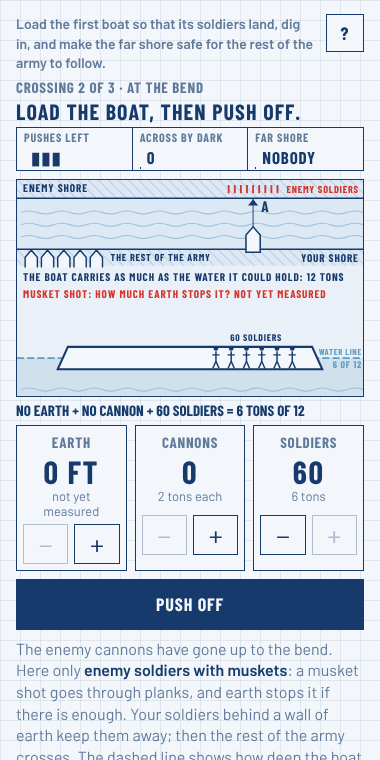 Load the first boat so that its soldiers land, dig
in, and make the far shore safe for the rest of the
army to follow.
?
CROSSING 2 OF 3 · AT THE BEND
LOAD THE BOAT, THEN PUSH OFF.
PUSHES LEFT
ACROSS BY DARK
0
FAR SHORE
NOBODY
ENEMY SHORE
ENEMY SOLDIERS
A
THE REST OF THE ARMY
YOUR SHORE
THE BOAT CARRIES AS MUCH AS THE WATER IT COULD HOLD: 12 TONS
MUSKET SHOT: HOW MUCH EARTH STOPS IT? NOT YET MEASURED
60 SOLDIERS
WATER LINE
6 OF 12
NO EARTH + NO CANNON + 60 SOLDIERS = 6 TONS OF 12
EARTH
0 FT
not yet
measured
− +
CANNONS
0
2 tons each
− +
SOLDIERS
60
6 tons
− +
PUSH OFF
The enemy cannons have gone up to the bend.
Here only enemy soldiers with muskets: a musket
shot goes through planks, and earth stops it if
there is enough. Your soldiers behind a wall of
earth keep them away; then the rest of the army
crosses. The dashed line shows how deep the boat